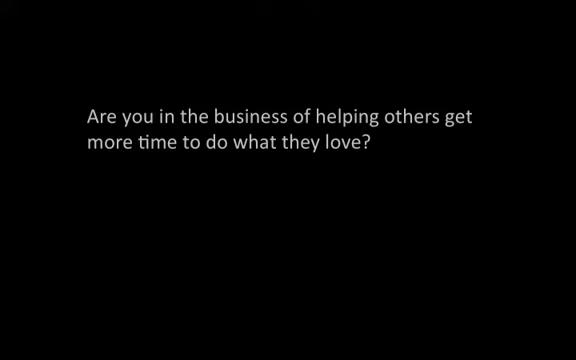 Are you in the business of helping others get
more time to do what they love?